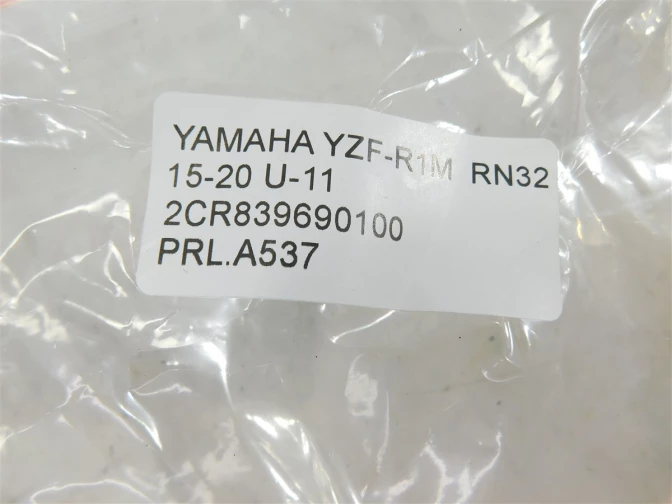 YAMAHA YZF-R1M RN32
15-20 U-11
2CR839690100
PRL.A537